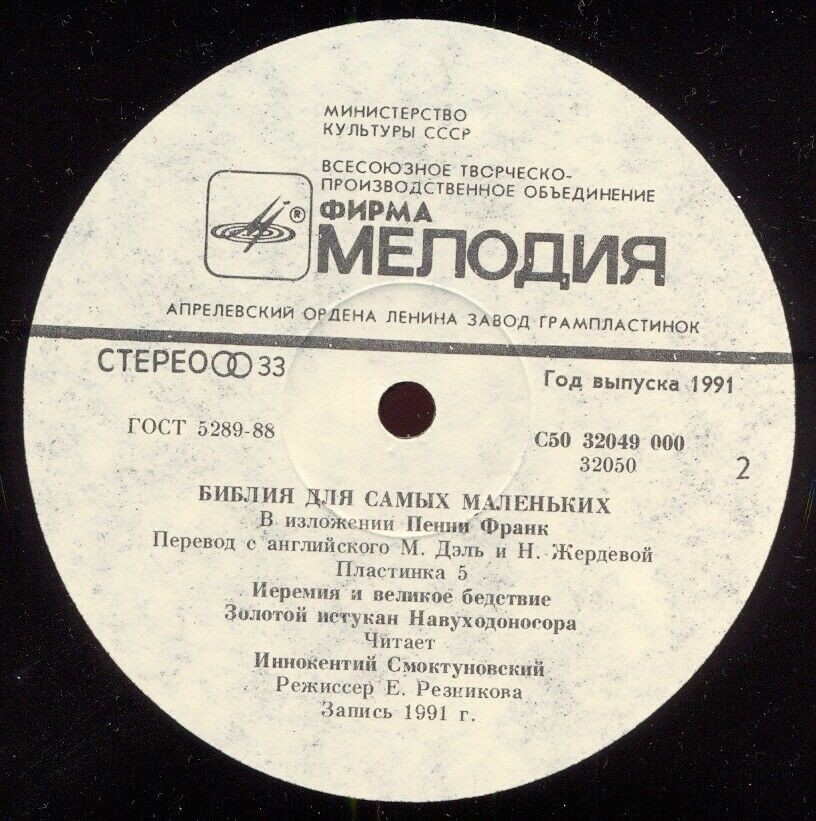 МИНИСТЕРСТВО
КУЛЬТУРЫ СССР
ВСЕСОЮЗНОЕ ТВОРЧЕСКО-
ПРОИЗВОДСТВЕННОЕ ОБЪЕДИНЕНИЕ
®
ФИРМА
МЕЛОДИЯ
АПРЕЛЕВСКИЙ ОРДЕНА ЛЕНИНА ЗАВОД ГРАМПЛАСТИНОК
СТЕРЕО 33
Год выпуска 1991
ГОСТ 5289-88
С50 32049 000
32050
2
БИБЛИЯ ДЛЯ САМЫХ МАЛЕНЬКИХ
В изложении Пенни Франк
Перевод с английского М. Дэль и Н. Жердевой
Пластинка 5
Иеремия и великое бедствие
Золотой истукан Навуходоносора
Читает
Иннокентий Смоктуновский
Режиссер Е. Резникова
Запись 1991 г.